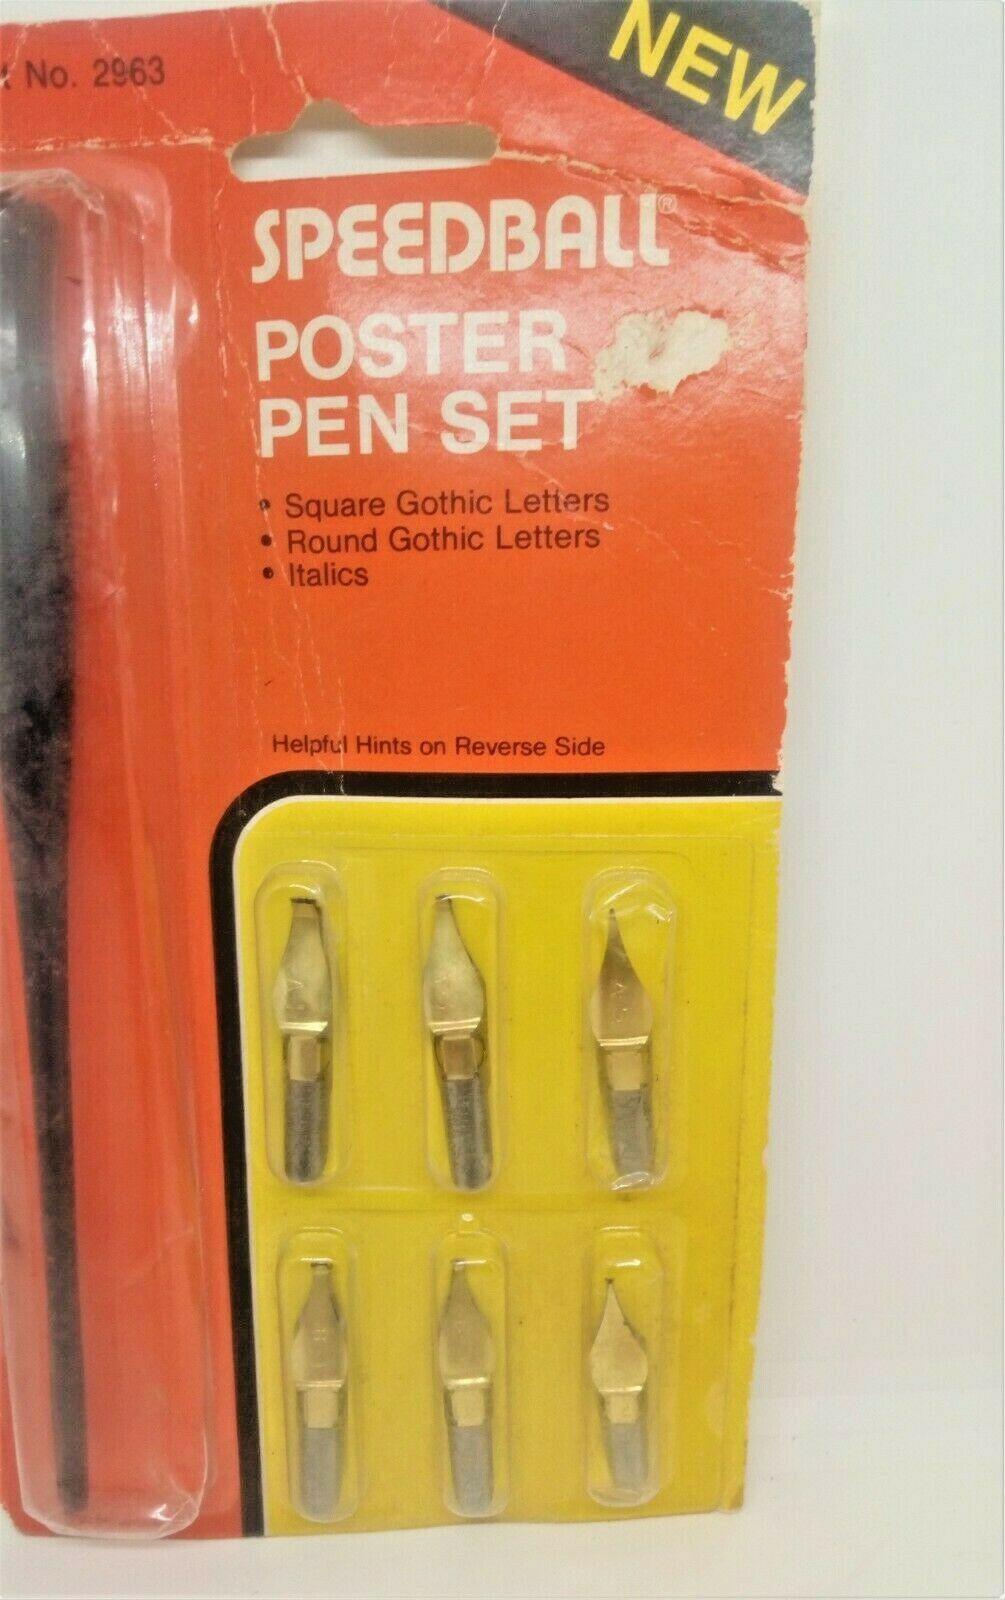 No. 2963
NEW
SPEEDBALL®
POSTER
PEN SET
• Square Gothic Letters
• Round Gothic Letters
• Italics
Helpful Hints on Reverse Side